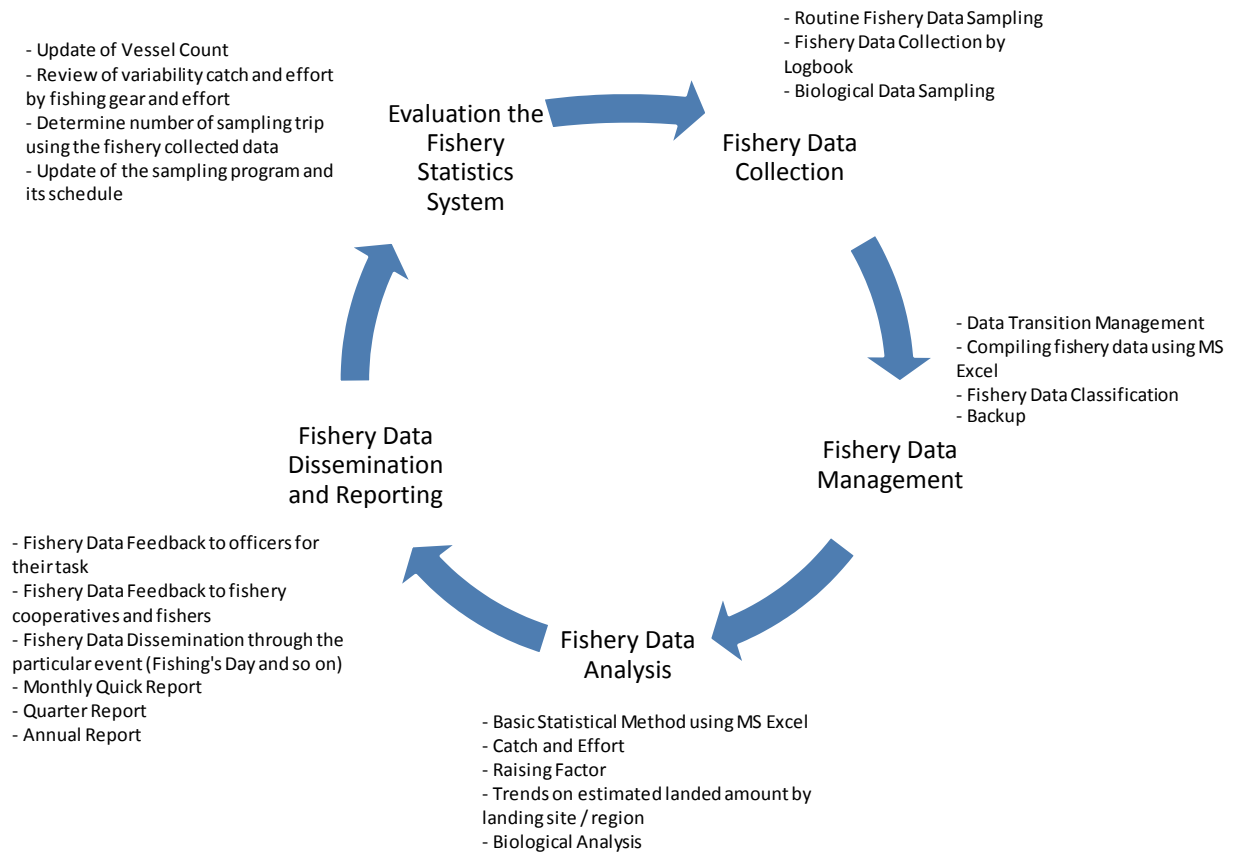 - Update of Vessel Count
- Review of variability catch and effort
by fishing gear and effort
- Determine number of sampling trip
using the fishery collected data
- Update of the sampling program and
its schedule
Evaluation the
Fishery
Statistics
System
- Routine Fishery Data Sampling
- Fishery Data Collection by
Logbook
- Biological Data Sampling
Fishery Data
Collection
- Data Transition Management
- Compiling fishery data using MS
Excel
- Fishery Data Classification
- Backup
Fishery Data
Management
Fishery Data
Analysis
- Basic Statistical Method using MS Excel
- Catch and Effort
- Raising Factor
- Trends on estimated landed amount by
landing site / region
- Biological Analysis
Fishery Data
Dissemination
and Reporting
- Fishery Data Feedback to officers for
their task
- Fishery Data Feedback to fishery
cooperatives and fishers
- Fishery Data Dissemination through the
particular event (Fishing's Day and so on)
- Monthly Quick Report
- Quarter Report
- Annual Report